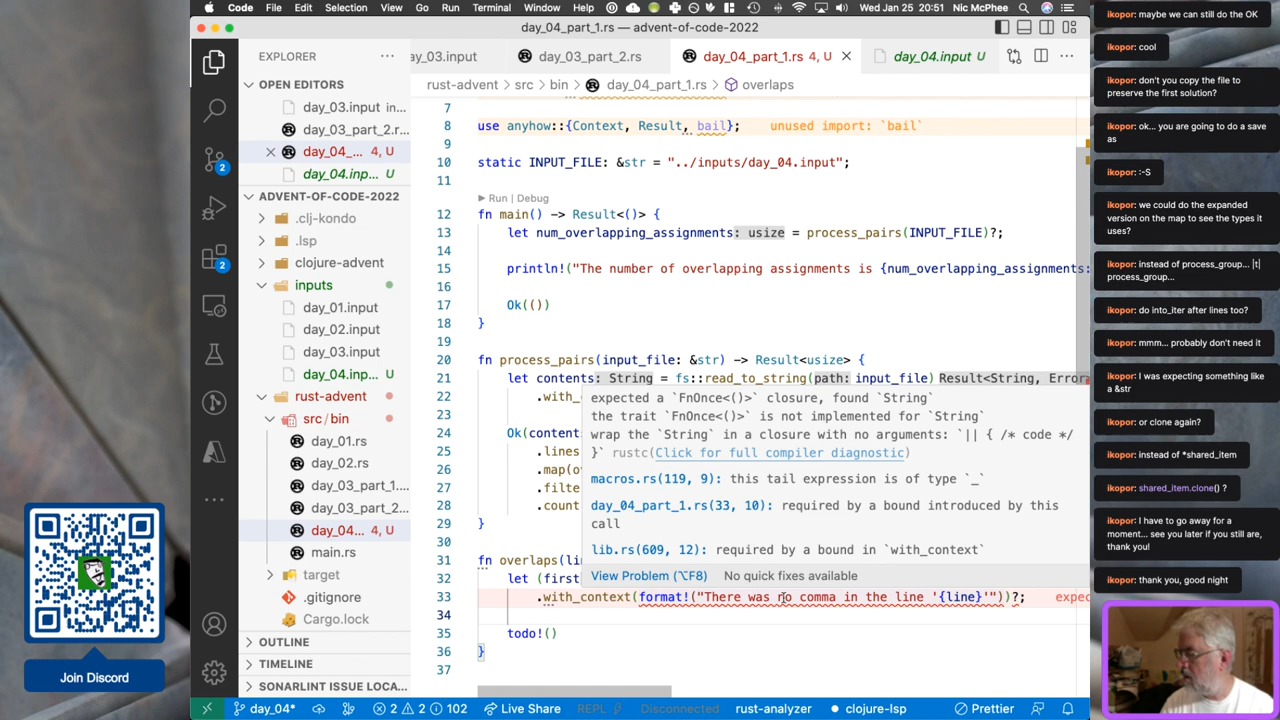 Code File Edit Selection View Go Run Terminal Window Help Wed Jan 25 20:51 Nic McPhee
day_04_part_1.rs — advent-of-code-2022
EXPLORER
ay_03.input day_03_part_2.rs day_04_part_1.rs 4, U day_04.input U
rust-advent > src > bin > day_04_part_1.rs > overlaps
OPEN EDITORS
day_03.input in...
day_03_part_2.r...
day_04_... 4, U
day_04.inp... U
ADVENT-OF-CODE-2022
.clj-kondo
.lsp
clojure-advent
inputs
day_01.input
day_02.input
day_03.input
day_04.inp... U
rust-advent
src/bin
day_01.rs
day_02.rs
day_03_part_1....
day_03_part_2...
day_04... 4, U
main.rs
target
.gitignore
Cargo.lock
OUTLINE
TIMELINE
SONARLINT ISSUE LOCA...
7
8 use anyhow::{Context, Result, bail}; unused import: `bail`
9
10 static INPUT_FILE: &str = "../inputs/day_04.input";
11
Run | Debug
12 fn main() -> Result<()> {
13 let num_overlapping_assignments: usize = process_pairs(INPUT_FILE)?;
14
15 println!("The number of overlapping assignments is {num_overlapping_assignments:
16
17 Ok(())
18 }
19
20 fn process_pairs(input_file: &str) -> Result<usize> {
21 let contents: String = fs::read_to_string(path: input_file) Result<String, Error
22 .with_c
23
24 Ok(content
25 .lines
26 .map(o
27 .filte
28 .count
29 }
30
31 fn overlaps(lin
32 let (first
33 .with_context(format!("There was no comma in the line '{line}'"))?; expec
34
35 todo!()
36 }
37
expected a `FnOnce<()>` closure, found `String`
the trait `FnOnce<()>` is not implemented for `String`
wrap the `String` in a closure with no arguments: `|| { /* code */
}` rustc(Click for full compiler diagnostic)
macros.rs(119, 9): this tail expression is of type `_`
day_04_part_1.rs(33, 10): required by a bound introduced by this
call
lib.rs(609, 12): required by a bound in `with_context`
View Problem (⌥F8) No quick fixes available
2
2
day_04* 2 2 102 Live Share REPL Disconnected rust-analyzer clojure-lsp Prettier
Join Discord
ikopor: maybe we can still do the OK
ikopor: cool
ikopor: don't you copy the file to
preserve the first solution?
ikopor: ok... you are going to do a save
as
ikopor: :-S
ikopor: we could do the expanded
version on the map to see the types it
uses?
ikopor: instead of process_group... |t|
process_group...
ikopor: do into_iter after lines too?
ikopor: mmm... probably don't need it
ikopor: I was expecting something like
a &str
ikopor: or clone again?
ikopor: instead of *shared_item
ikopor: shared_item.clone() ?
ikopor: I have to go away for a
moment... see you later if you still are,
thank you!
ikopor: thank you, good night